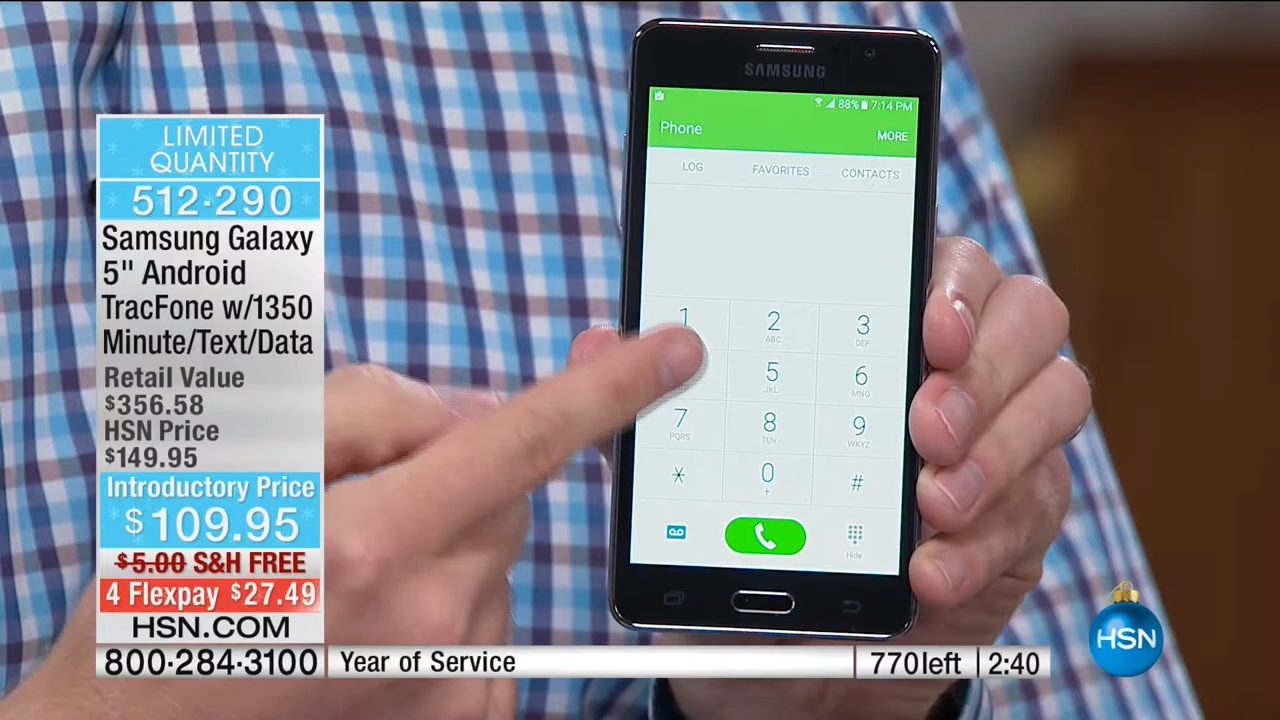 LIMITED
QUANTITY
512-290
Samsung Galaxy
5" Android
TracFone w/1350
Minute/Text/Data
Retail Value
$356.58
HSN Price
$149.95
Introductory Price
$109.95
$5.00 S&H FREE
4 Flexpay $27.49
HSN.COM
800-284-3100
Year of Service
770 left
2:40
HSN
SAMSUNG
88% 7:14 PM
Phone
MORE
LOG
FAVORITES
CONTACTS
1
2
3
ABC
DEF
5
6
JKL
MNO
7
8
9
PQRS
TUV
WXYZ
*
0
#
+
Hide